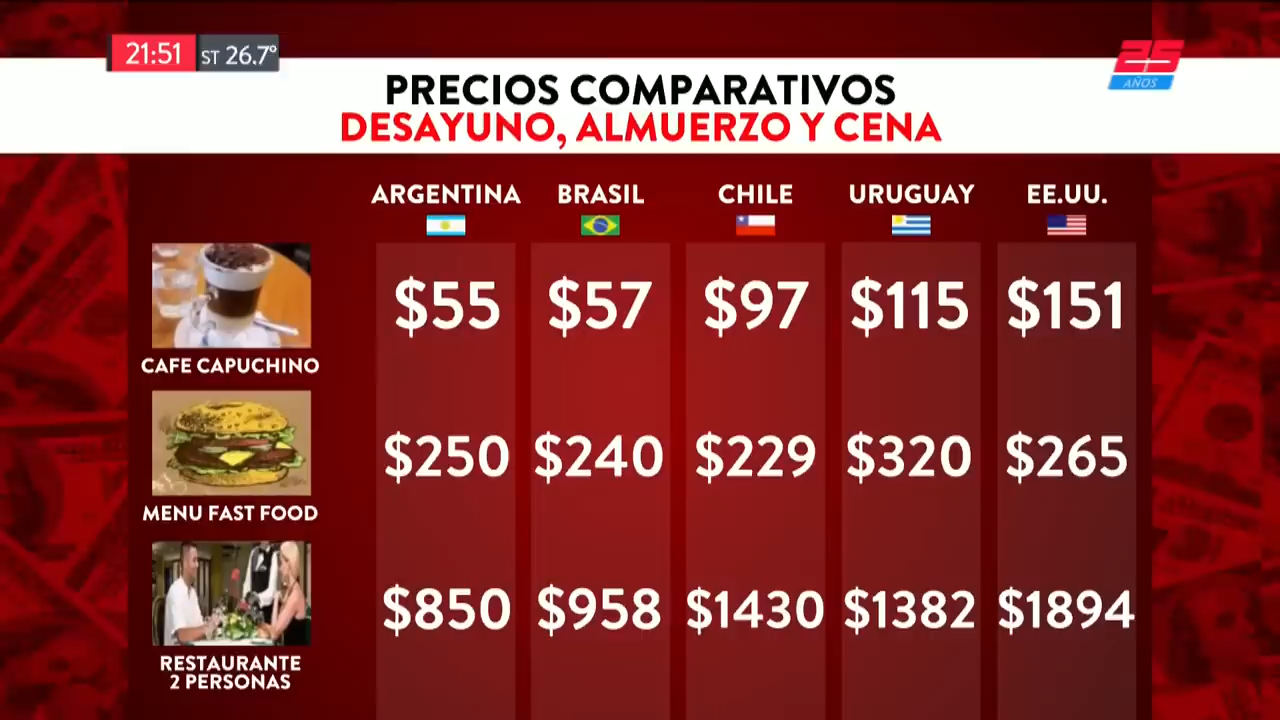 21:51 ST 26.7°
25
AÑOS
PRECIOS COMPARATIVOS
DESAYUNO, ALMUERZO Y CENA
ARGENTINA BRASIL CHILE URUGUAY EE.UU.
$55 $57 $97 $115 $151
CAFE CAPUCHINO
$250 $240 $229 $320 $265
MENU FAST FOOD
$850 $958 $1430 $1382 $1894
RESTAURANTE
2 PERSONAS